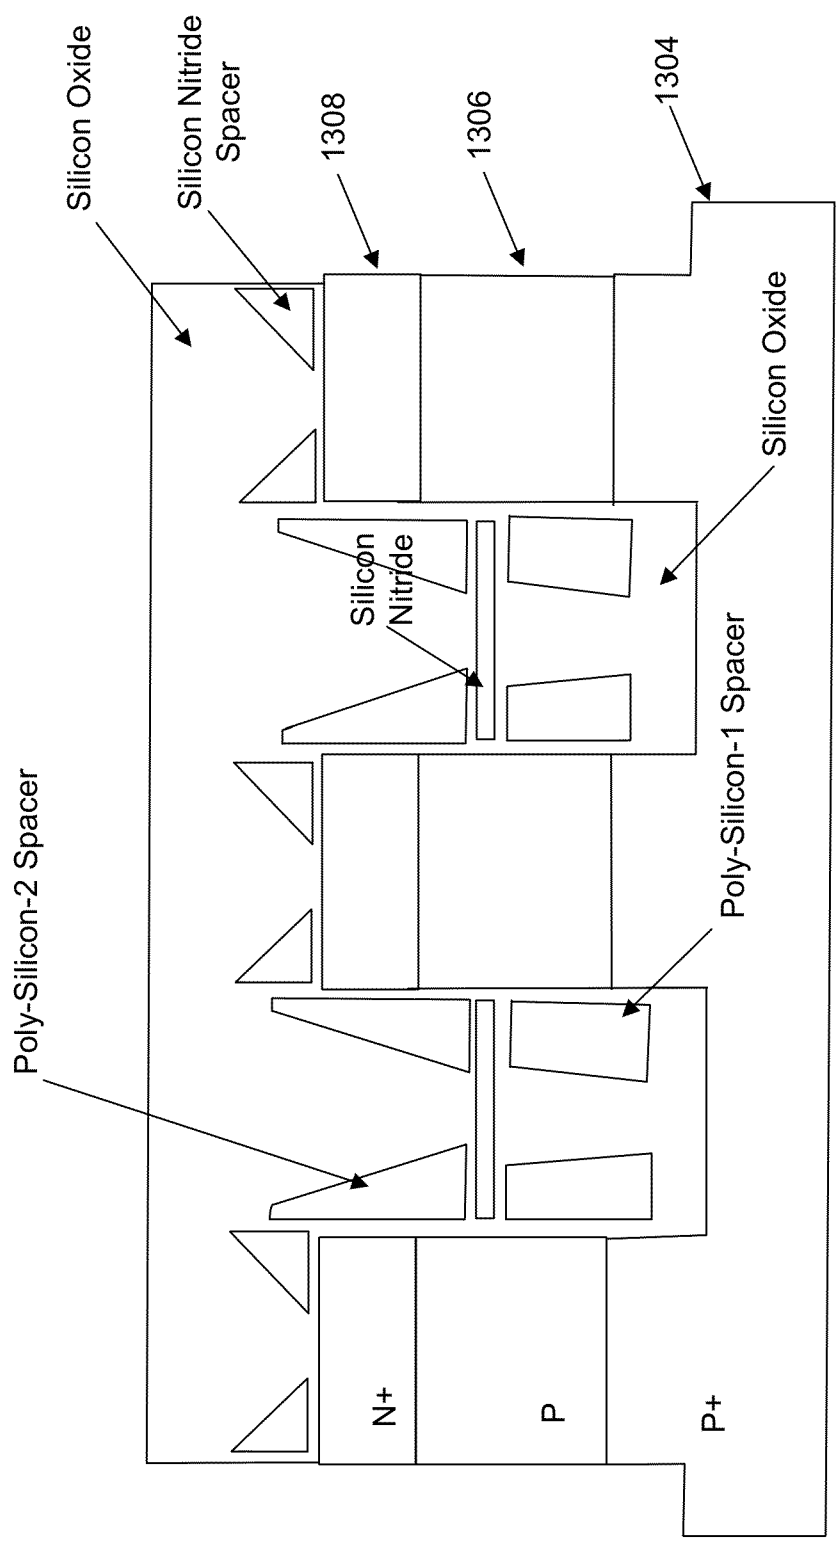 Silicon Oxide
Silicon Nitride
Spacer
1308
1306
1304
Poly-Silicon-2 Spacer
Silicon
Nitride
Silicon Oxide
Poly-Silicon-1 Spacer
N+
P
P+